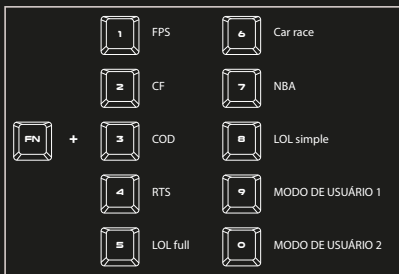 1 FPS 6 Car race
2 CF 7 NBA
FN + 3 COD 8 LOL simple
4 RTS 9 MODO DE USUÁRIO 1
5 LOL full 0 MODO DE USUÁRIO 2